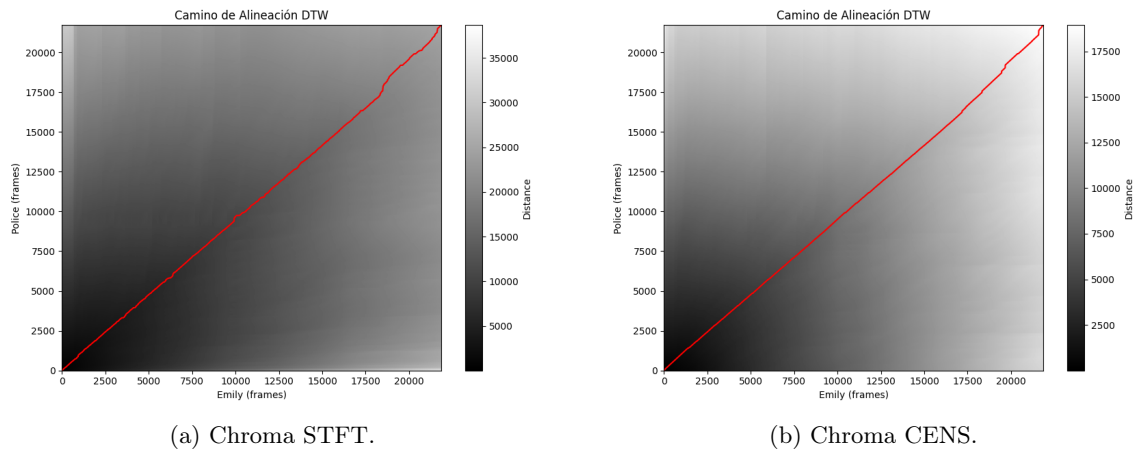 Camino de Alineación DTW
20000
17500
15000
12500
10000
7500
5000
2500
0
Police (frames)
0 2500 5000 7500 10000 12500 15000 17500 20000
Emily (frames)
35000
30000
25000
20000
15000
10000
5000
Distance
(a) Chroma STFT.
Camino de Alineación DTW
20000
17500
15000
12500
10000
7500
5000
2500
0
Police (frames)
0 2500 5000 7500 10000 12500 15000 17500 20000
Emily (frames)
17500
15000
12500
10000
7500
5000
2500
Distance
(b) Chroma CENS.